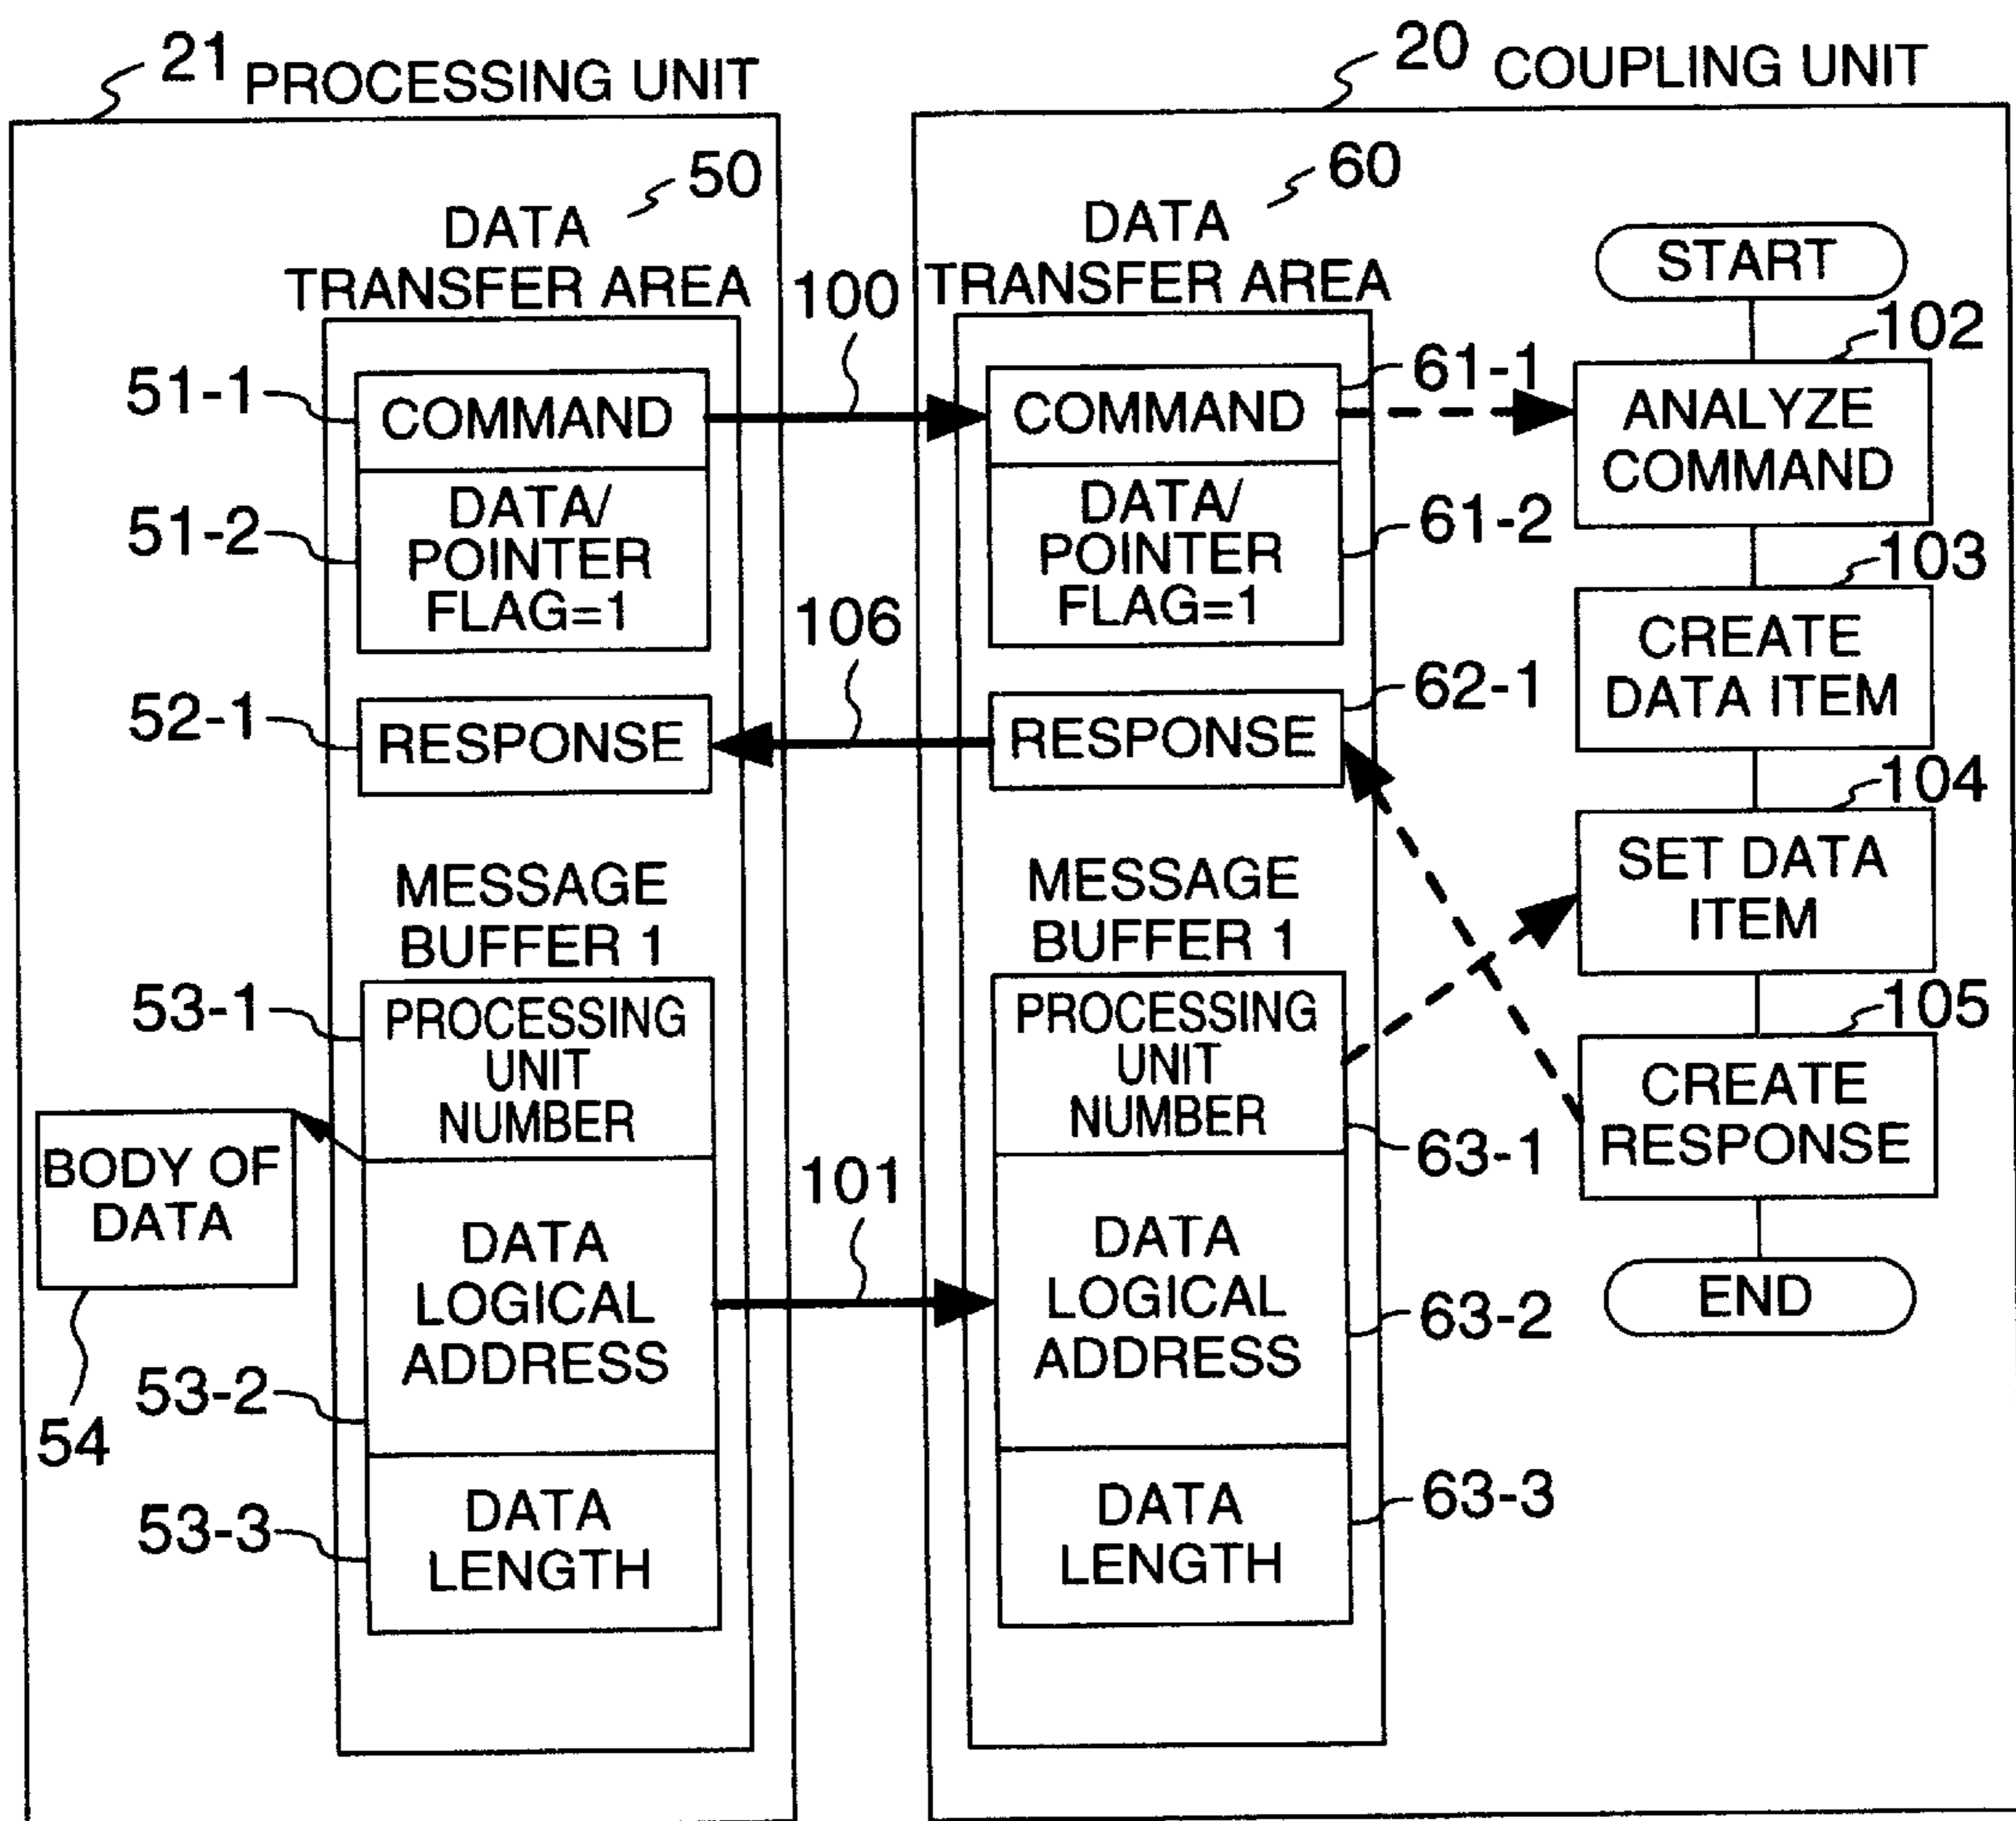 21 PROCESSING UNIT
50
DATA
TRANSFER AREA
51-1
COMMAND
51-2
DATA/
POINTER
FLAG=1
52-1
RESPONSE
MESSAGE
BUFFER 1
53-1
PROCESSING
UNIT
NUMBER
BODY OF
DATA
54
DATA
LOGICAL
ADDRESS
53-2
DATA
LENGTH
53-3
100
106
101
20 COUPLING UNIT
60
DATA
TRANSFER AREA
COMMAND
61-1
DATA/
POINTER
FLAG=1
61-2
RESPONSE
62-1
MESSAGE
BUFFER 1
PROCESSING
UNIT
NUMBER
63-1
DATA
LOGICAL
ADDRESS
63-2
DATA
LENGTH
63-3
START
102
ANALYZE
COMMAND
103
CREATE
DATA ITEM
104
SET DATA
ITEM
105
CREATE
RESPONSE
END